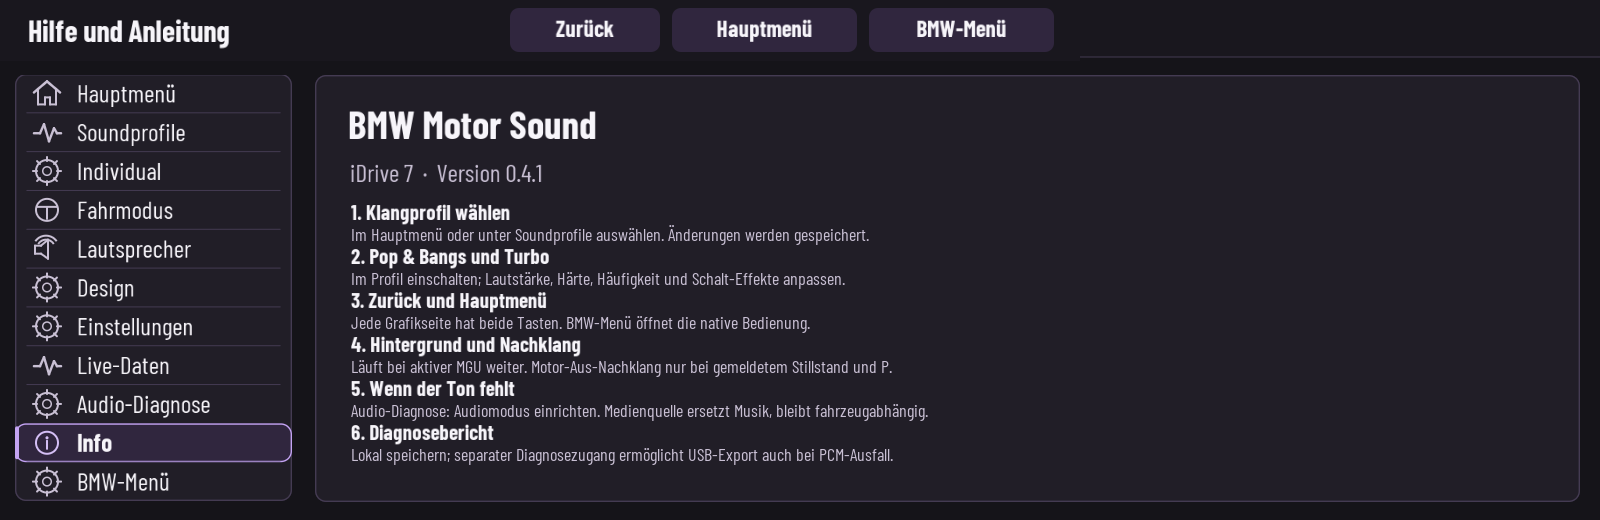 Hilfe und Anleitung
Zurück
Hauptmenü
BMW-Menü
Hauptmenü
Soundprofile
Individual
Fahrmodus
Lautsprecher
Design
Einstellungen
Live-Daten
Audio-Diagnose
Info
BMW-Menü
BMW Motor Sound
iDrive 7 · Version 0.4.1
1. Klangprofil wählen
Im Hauptmenü oder unter Soundprofile auswählen. Änderungen werden gespeichert.
2. Pop & Bangs und Turbo
Im Profil einschalten; Lautstärke, Härte, Häufigkeit und Schalt-Effekte anpassen.
3. Zurück und Hauptmenü
Jede Grafikseite hat beide Tasten. BMW-Menü öffnet die native Bedienung.
4. Hintergrund und Nachklang
Läuft bei aktiver MGU weiter. Motor-Aus-Nachklang nur bei gemeldetem Stillstand und P.
5. Wenn der Ton fehlt
Audio-Diagnose: Audiomodus einrichten. Medienquelle ersetzt Musik, bleibt fahrzeugabhängig.
6. Diagnosebericht
Lokal speichern; separater Diagnosezugang ermöglicht USB-Export auch bei PCM-Ausfall.